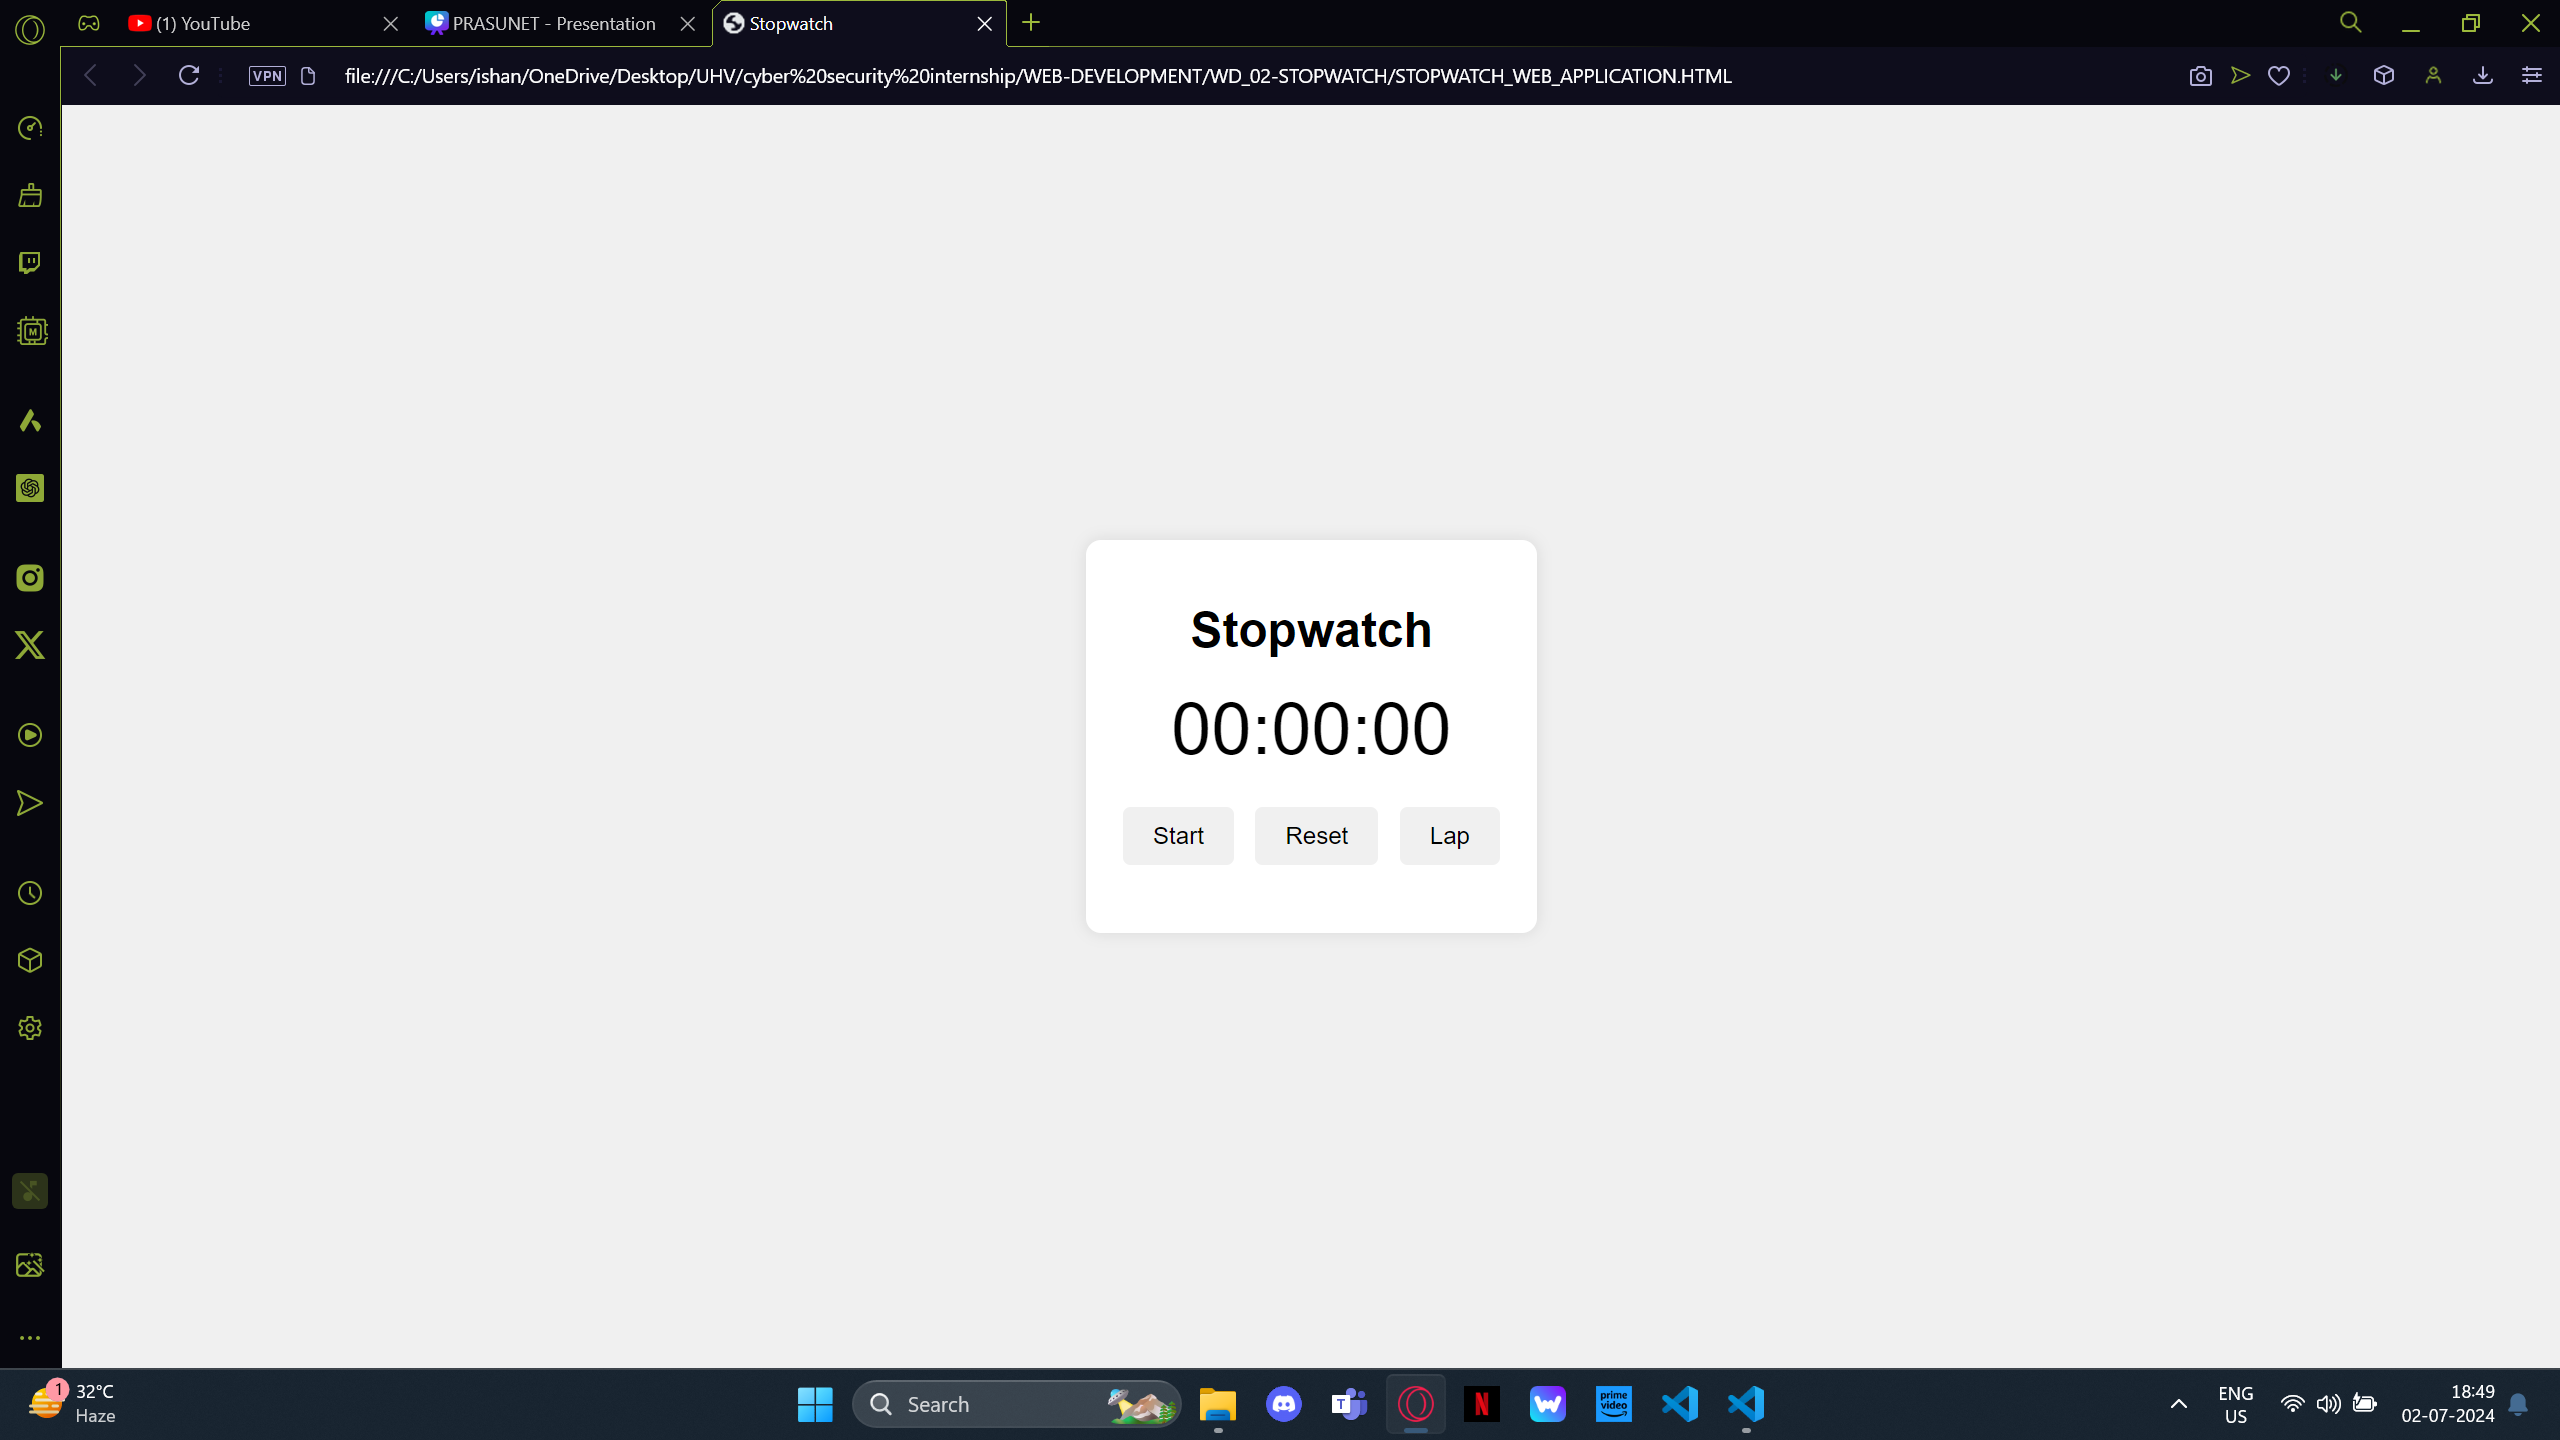 (1) YouTube
PRASUNET - Presentation
Stopwatch
VPN
file:///C:/Users/ishan/OneDrive/Desktop/UHV/cyber%20security%20internship/WEB-DEVELOPMENT/WD_02-STOPWATCH/STOPWATCH_WEB_APPLICATION.HTML
M
Stopwatch
00:00:00
Start
Reset
Lap
1
32°C
Haze
Search
T
N
prime
video
ENG
US
18:49
02-07-2024